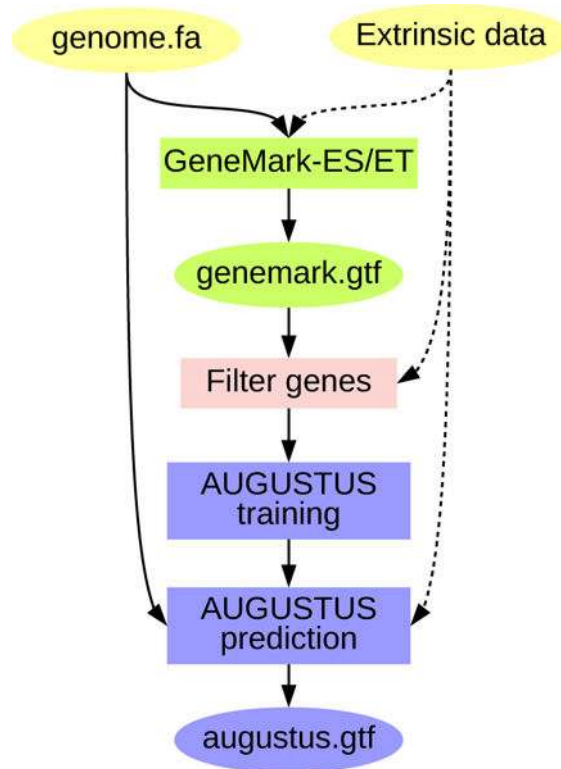 genome.fa
Extrinsic data
GeneMark-ES/ET
genemark.gtf
Filter genes
AUGUSTUS
training
AUGUSTUS
prediction
augustus.gtf